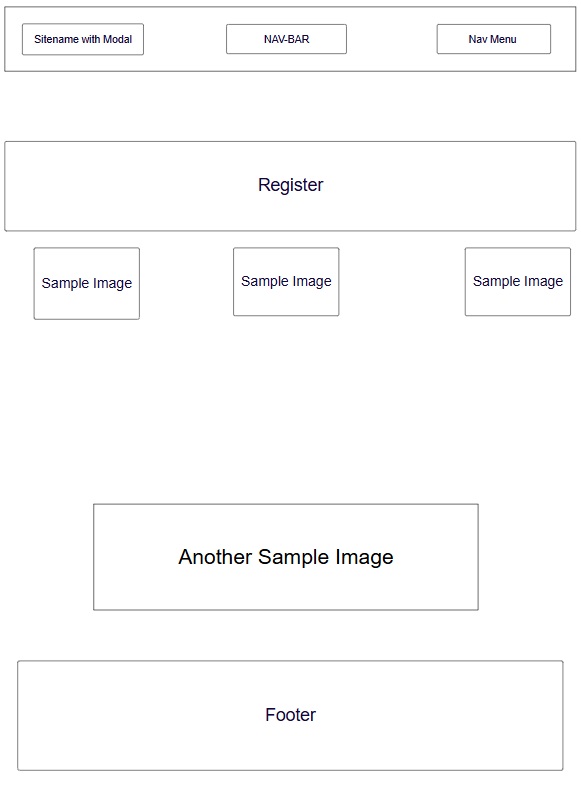 Sitename with Modal
NAV-BAR
Nav Menu
Register
Sample Image
Sample Image
Sample Image
Another Sample Image
Footer